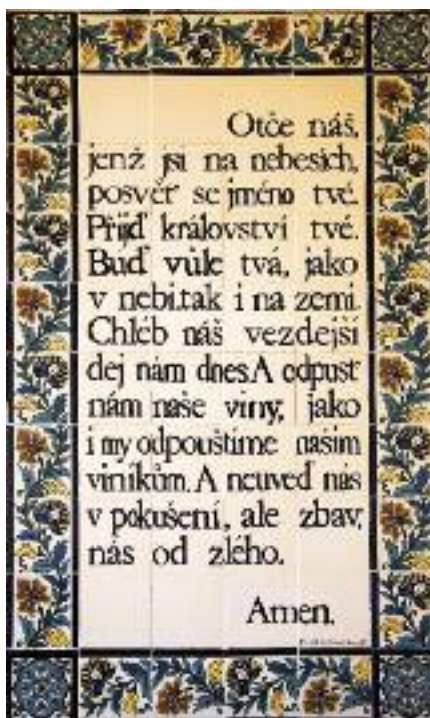 Otče náš,
jenž jsi na nebesích,
posvěť se jméno tvé.
Přijď království tvé.
Buď vůle tvá, jako
v nebi.tak i na zemi.
Chléb náš vezdejší
dej nám dnes.A odpusť
nám naše viny, jako
i my odpouštíme našim
viníkům. A neuveď nás
v pokušení, ale zbav
nás od zlého.
Amen.